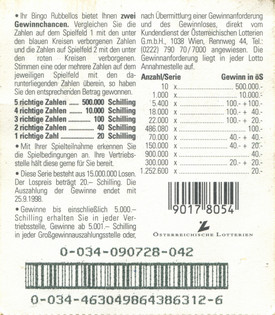 • Ihr Bingo Rubbellos bietet Ihnen zwei
Gewinnchancen. Vergleichen Sie die
Zahlen auf dem Spielfeld 1 mit den unter
den blauen Kreisen verborgenen Zahlen
und die Zahlen auf Spielfeld 2 mit den unter
den roten Kreisen verborgenen.
Stimmen eine oder mehrere Zahlen auf dem
jeweiligen Spielfeld mit den da-
runterliegenden Zahlen überein, so haben
Sie den entsprechenden Betrag gewonnen.
5 richtige Zahlen ..... 500.000 Schilling
4 richtige Zahlen ....... 10.000 Schilling
3 richtige Zahlen ............ 100 Schilling
2 richtige Zahlen .............. 40 Schilling
1 richtige Zahl ................. 20 Schilling
• Mit Ihrer Spielteilnahme erkennen Sie
die Spielbedingungen an. Ihre Vertriebs-
stelle hält diese gerne für Sie bereit.
• Diese Serie besteht aus 15.000.000 Losen.
Der Lospreis beträgt 20.– Schilling. Die
Auszahlung der Gewinne endet mit
25.9.1998.
• Gewinne bis einschließlich 5.000.–
Schilling erhalten Sie in jeder Ver-
triebsstelle, Gewinne ab 5.001.– Schilling
in jeder Großgewinnauszahlungsstelle oder,
nach Übermittlung einer Gewinnanforderung
und des Gewinnloses, direkt vom
Kundendienst der Österreichischen Lotterien
G.m.b.H., 1038 Wien, Rennweg 44, Tel.:
(0222) 790 70/7000 angewiesen. Die
Gewinnanforderung liegt in jeder Lotto
Annahmestelle auf.
Anzahl/Serie Gewinn in öS
10 x ................. 500.000.–
1.000 x ................. 10.000.–
5.400 x ........ 100.– + 100.–
36.000 x .......... 100.– + 40.–
22.000 x .......... 100.– + 20.–
486.080 x ................. 100.–
70.000 x ........... 40.– + 40.–
150.000 x ........... 40.– + 20.–
900.000 x ................. 40.–
300.000 x ........... 20.– + 20.–
1.252.600 x ................. 20.–
9017 8054
ÖSTERREICHISCHE LOTTERIEN
0-034-090728-042
0-034-463049864386312-6